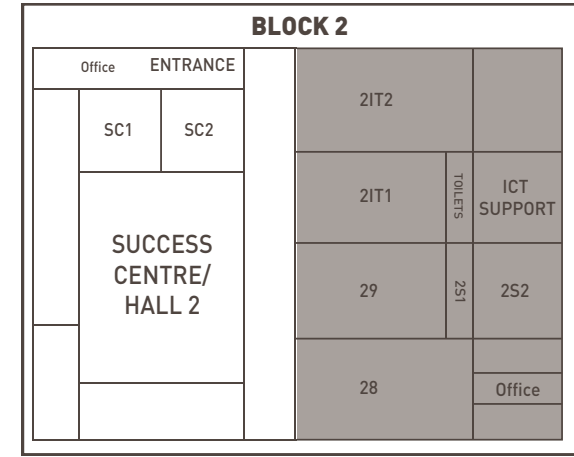 BLOCK 2
Office ENTRANCE
2IT2
SC1 SC2
2IT1
TOILETS
ICT
SUPPORT
SUCCESS
CENTRE/
HALL 2
29
2S1
2S2
28
Office